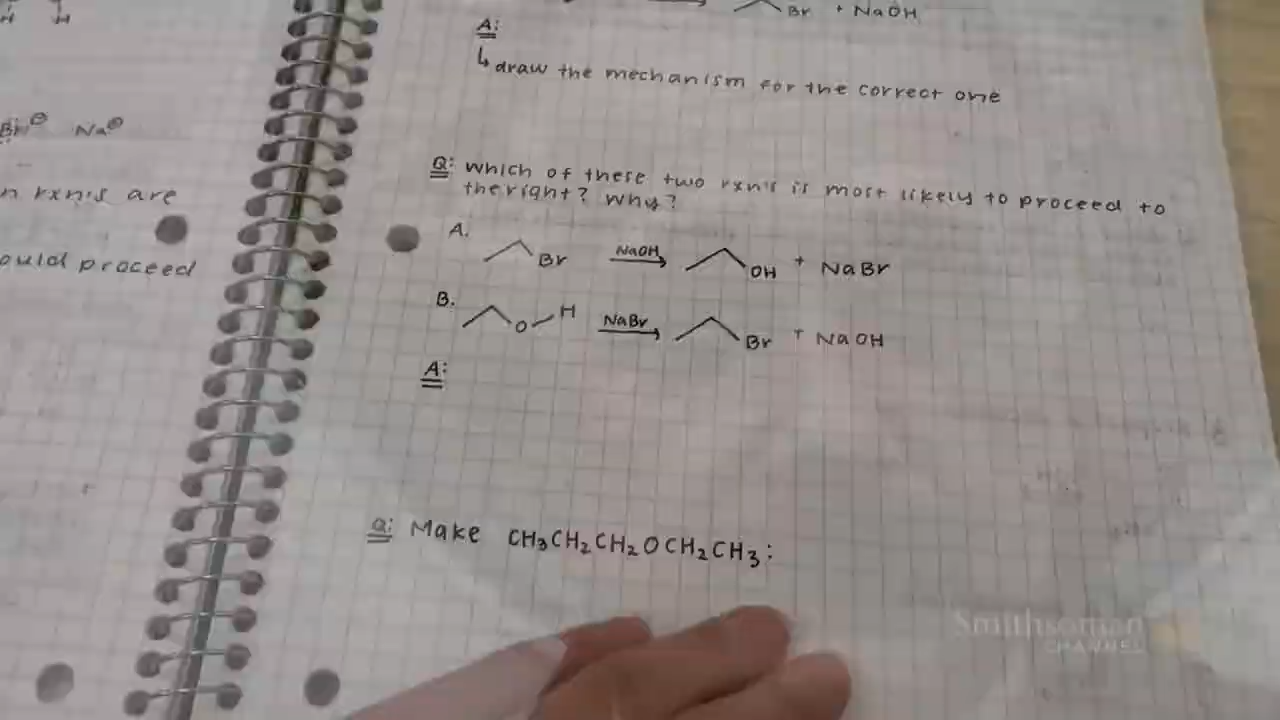 H H
Br + NaOH
A:
draw the mechanism for the correct one
Br⊖ Na⊕
Q: Which of these two rxn's is most likely to proceed to
the right? Why?
n rxn's are
ould proceed
A.
Br NaOH OH + NaBr
B.
O H NaBr Br + NaOH
A:
Q: Make CH3CH2CH2OCH2CH3:
Smithsonian
CHANNEL